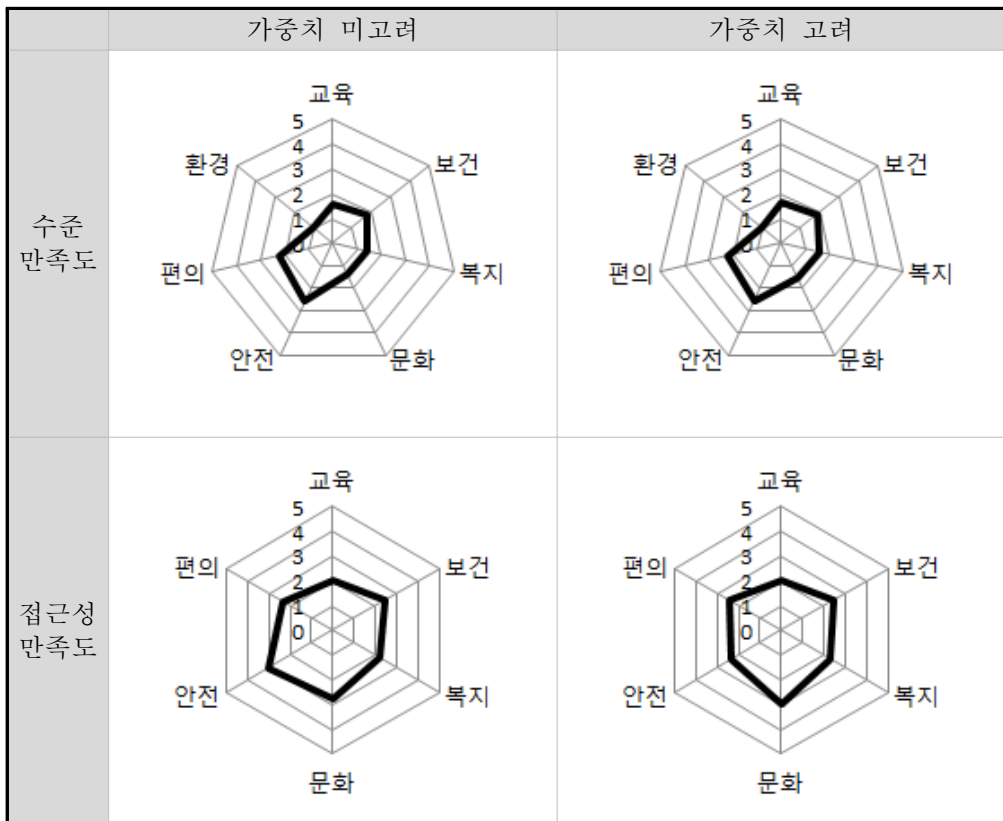 가중치 미고려
가중치 고려
수준
만족도
교육
보건
복지
문화
안전
편의
환경
5
4
3
2
1
0
교육
보건
복지
문화
안전
편의
환경
5
4
3
2
1
0
접근성
만족도
교육
보건
복지
문화
안전
편의
5
4
3
2
1
0
교육
보건
복지
문화
안전
편의
5
4
3
2
1
0